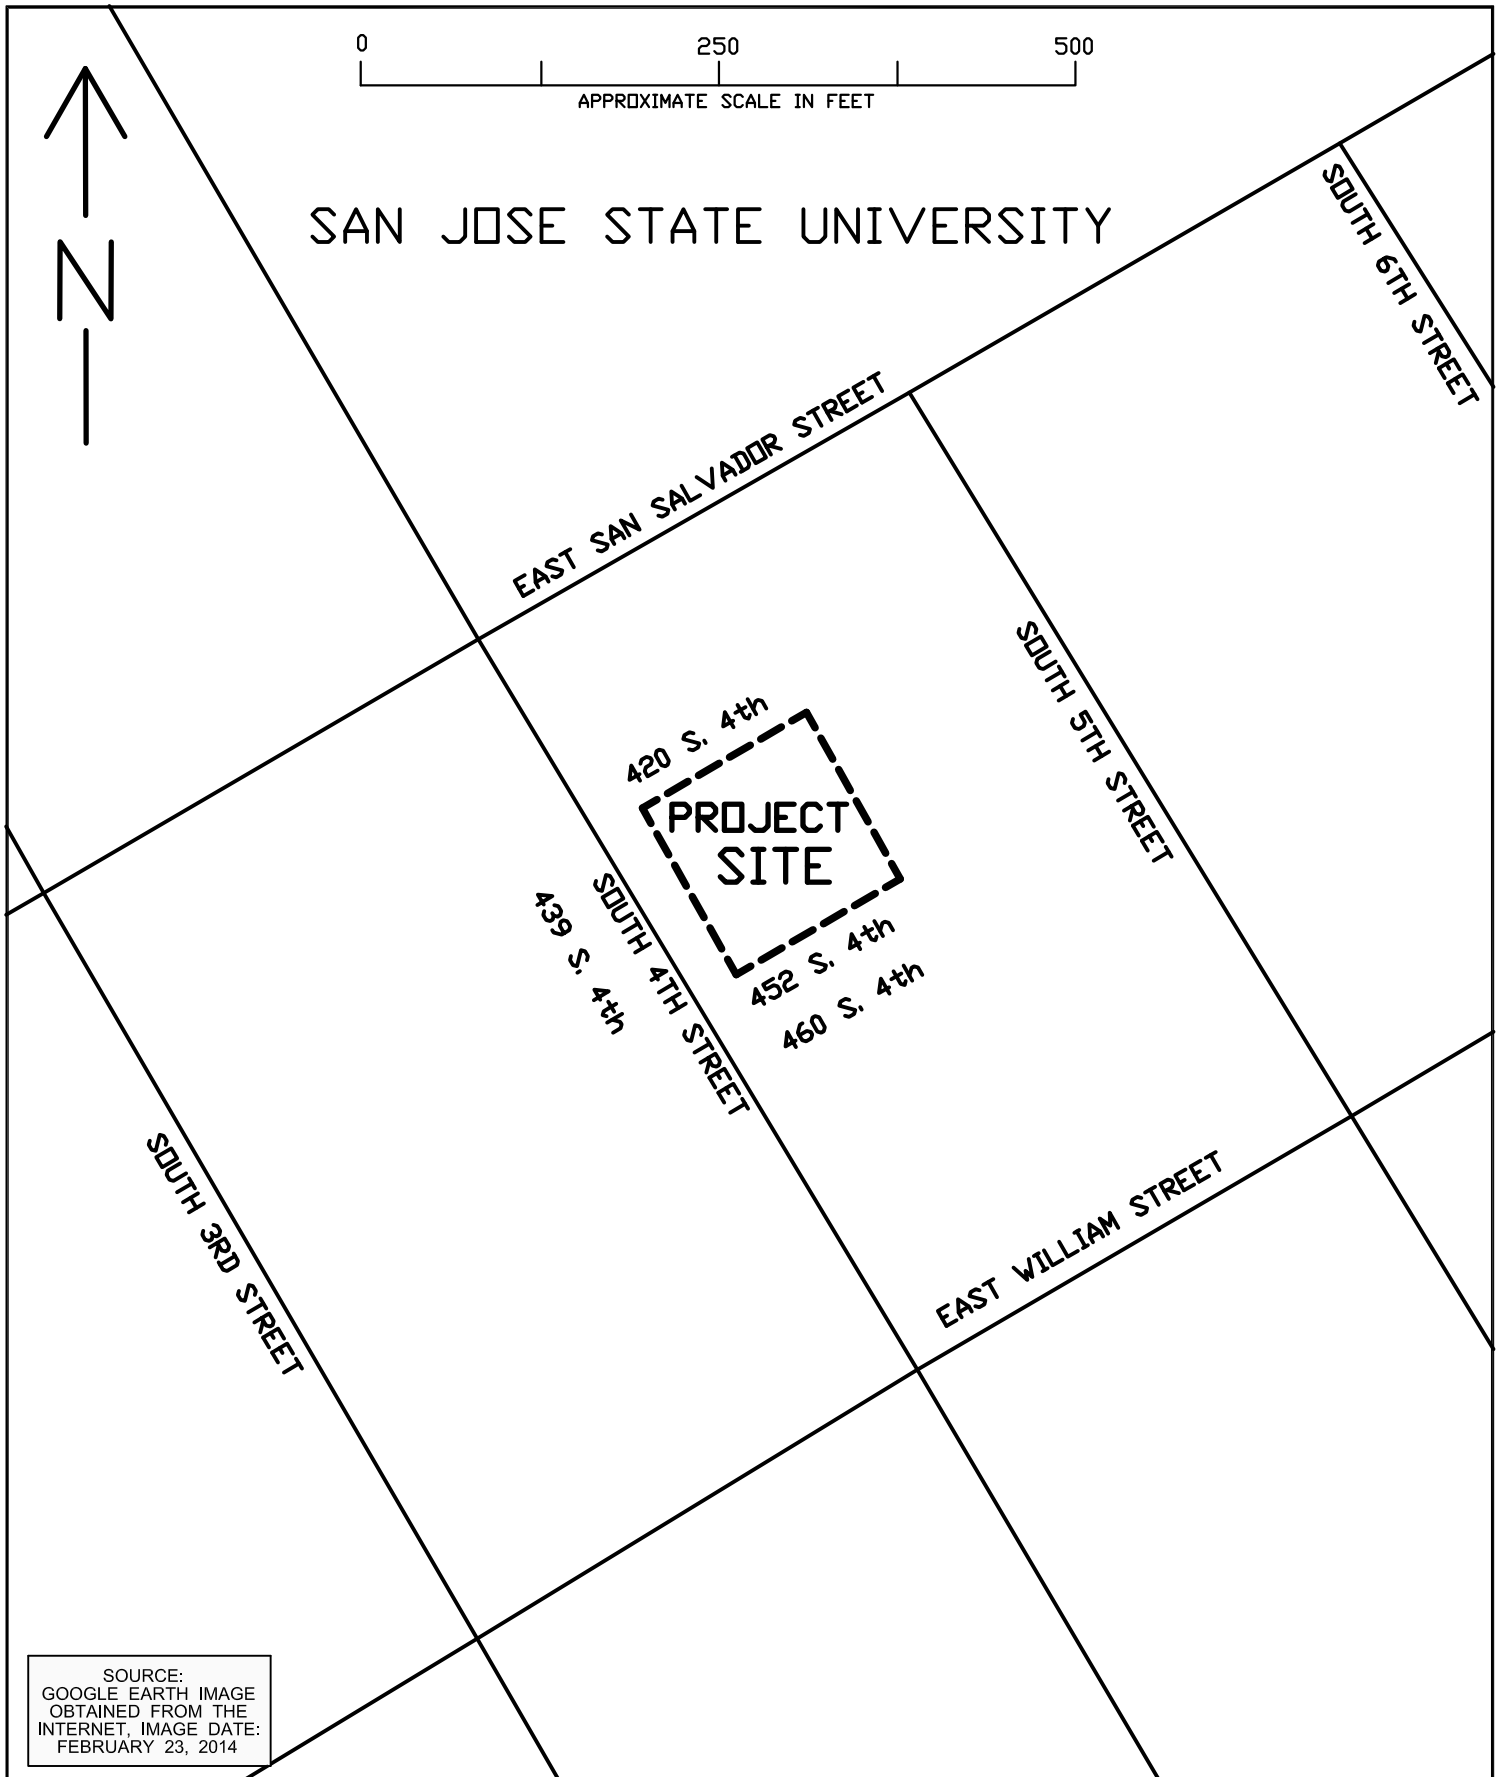 0 250 500
APPROXIMATE SCALE IN FEET
N
SAN JOSE STATE UNIVERSITY
SOUTH 6TH STREET
EAST SAN SALVADOR STREET
SOUTH 5TH STREET
420 S. 4th
PROJECT
SITE
SOUTH 4TH STREET
439 S. 4th
452 S. 4th
460 S. 4th
SOUTH 3RD STREET
EAST WILLIAM STREET
SOURCE:
GOOGLE EARTH IMAGE
OBTAINED FROM THE
INTERNET, IMAGE DATE:
FEBRUARY 23, 2014